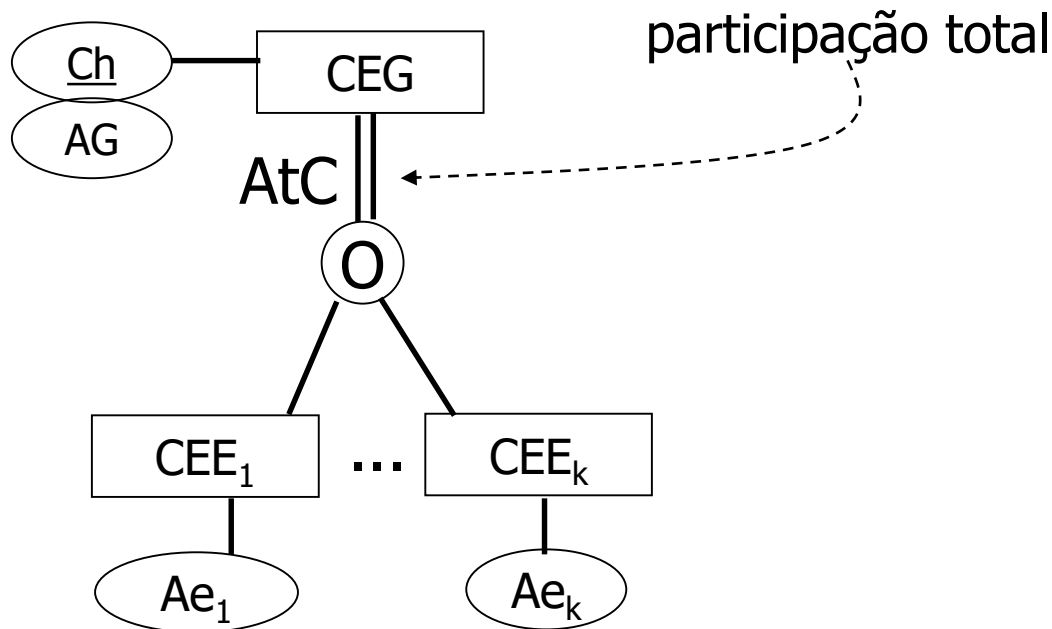 participação total
Ch
CEG
AG
AtC
O
CEE₁
...
CEEₖ
Ae₁
Aeₖ